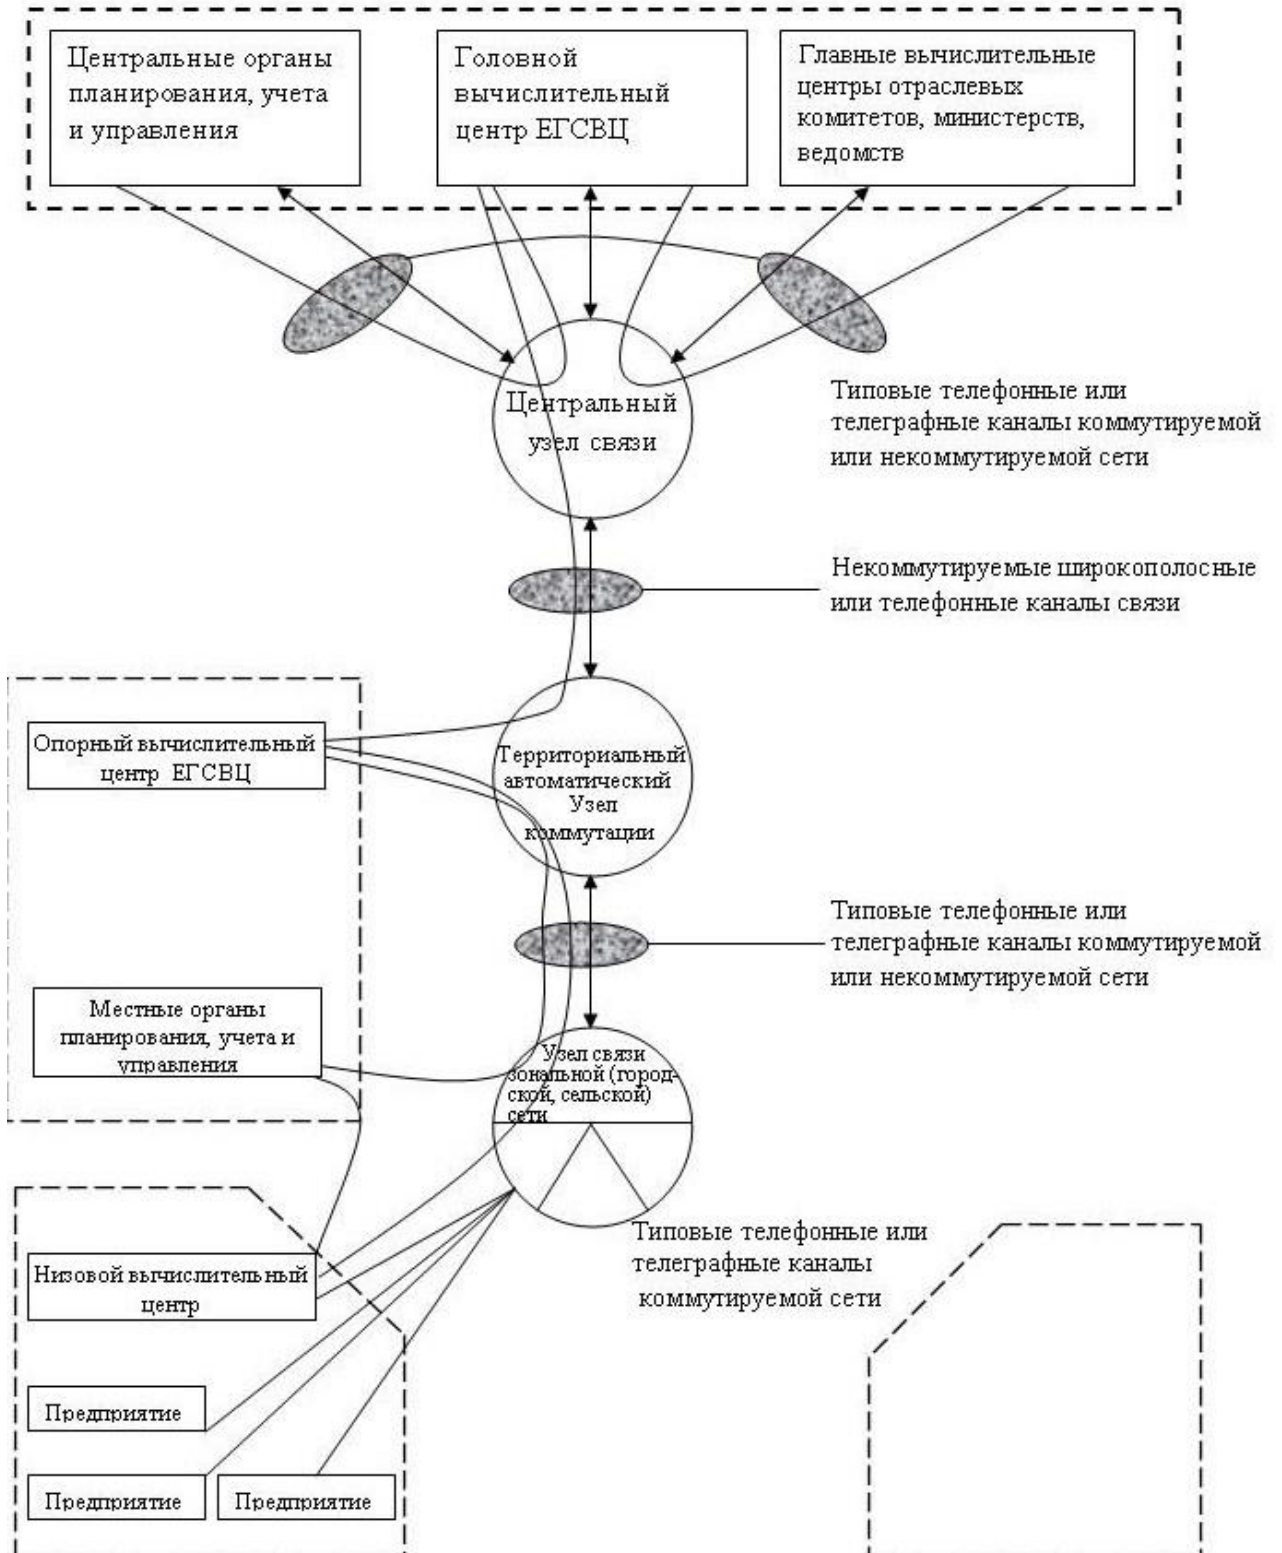 Центральные органы
планирования, учета
и управления
Головной
вычислительный
центр ЕГСВЦ
Главные вычислительные
центры отраслевых
комитетов, министерств,
ведомств
Центральный
узел связи
Типовые телефонные или
телеграфные каналы коммутируемой
или некоммутируемой сети
Некоммутируемые широкополосные
или телефонные каналы связи
Опорный вычислительный
центр ЕГСВЦ
Территориальный
автоматический
Узел
коммутации
Типовые телефонные или
телеграфные каналы коммутируемой
или некоммутируемой сети
Местные органы
планирования, учета и
управления
Узел связи
зональной (город-
ской, сельской)
сети
Типовые телефонные или
телеграфные каналы
коммутируемой сети
Низовой вычислительный
центр
Предприятие
Предприятие
Предприятие